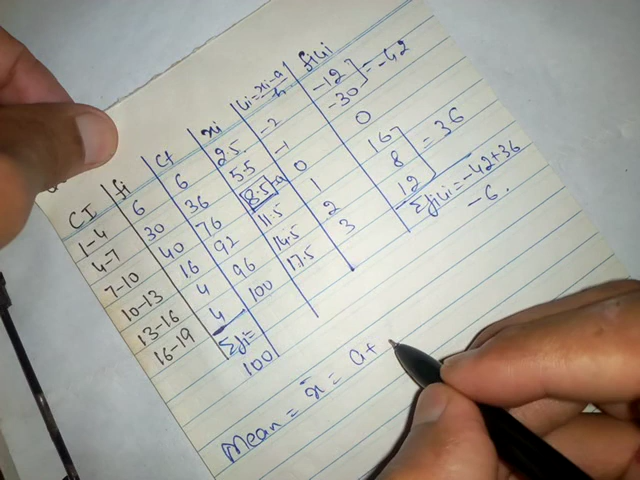 CI fi Cf xi ui=xi-a/h fiui
1-4 6 6 2.5 -2 -12
4-7 30 36 5.5 -1 -30 = -42
7-10 40 76 8.5=a 0 0
10-13 16 92 11.5 1 16
13-16 4 96 14.5 2 8 = 36
16-19 4 100 17.5 3 12
Σfi= 100
Σfiui=-42+36
-6.
Mean = x̄ = a+